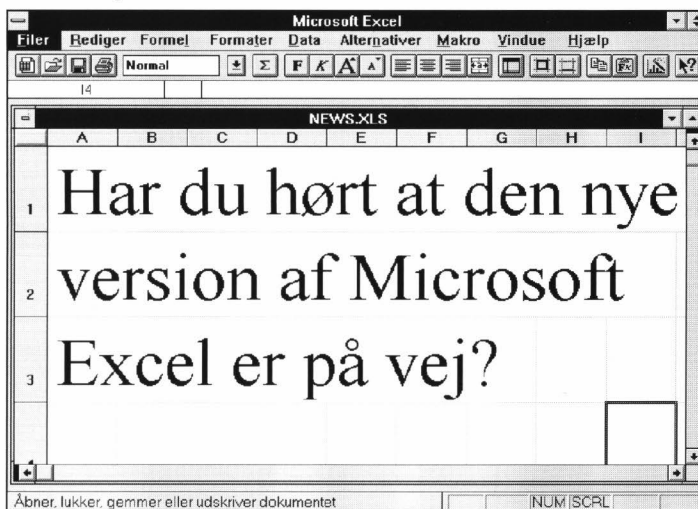 Microsoft Excel
Filer Rediger Formel Formater Data Alternativer Makro Vindue Hjælp
Normal Σ F K A A
I4
NEWS.XLS
A B C D E F G H I
1 Har du hørt at den nye
2 version af Microsoft
3 Excel er på vej?
Åbner, lukker, gemmer eller udskriver dokumentet NUM SCRL